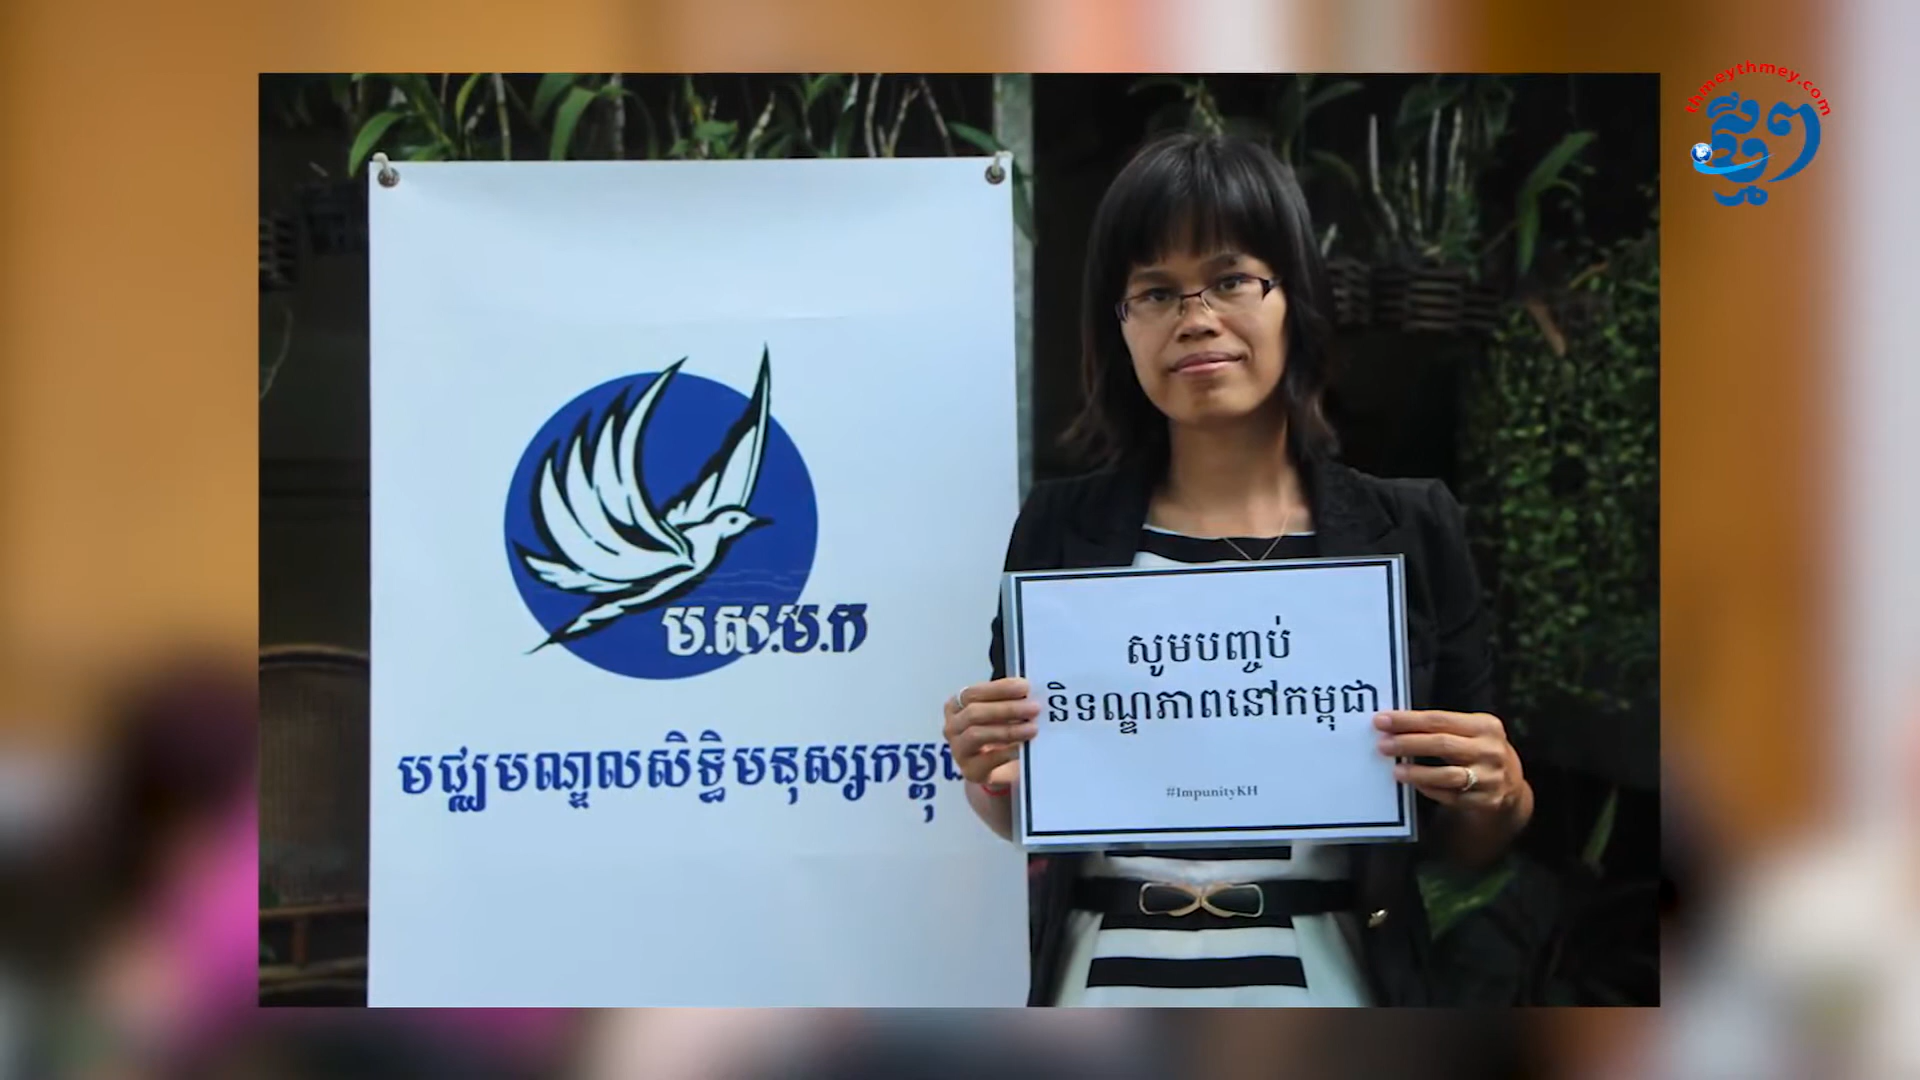 thmeythmey.com
ថ្មីៗ
ម.ស.ម.ក
មជ្ឈមណ្ឌលសិទ្ធិមនុស្សកម្ពុជា
សូមបញ្ចប់
និទណ្ឌភាពនៅកម្ពុជា
#ImpunityKH